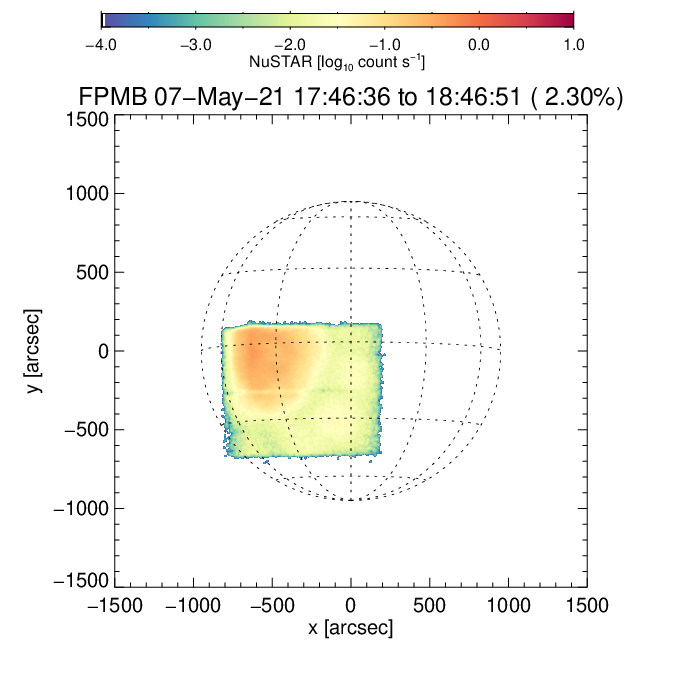 −4.0 −3.0 −2.0 −1.0 0.0 1.0
NuSTAR [log10 count s−1]
FPMB 07−May−21 17:46:36 to 18:46:51 ( 2.30%)
1500
1000
500
0
−500
−1000
−1500
y [arcsec]
−1500 −1000 −500 0 500 1000 1500
x [arcsec]